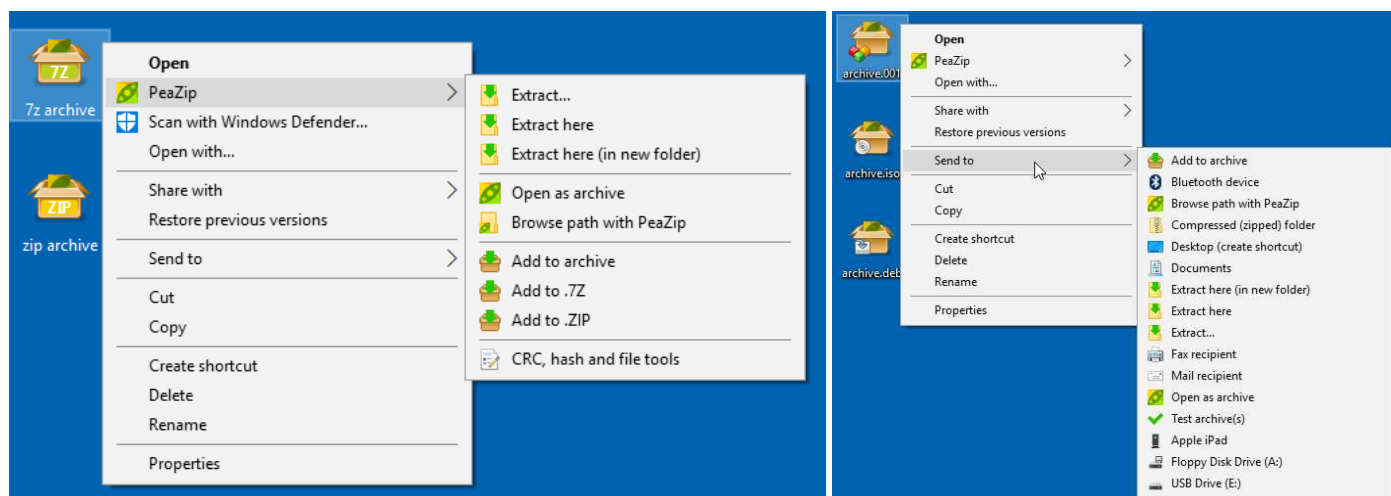 7Z
7z archive
ZIP
zip archive
Open
PeaZip
Scan with Windows Defender...
Open with...
Share with
Restore previous versions
Send to
Cut
Copy
Create shortcut
Delete
Rename
Properties
Extract...
Extract here
Extract here (in new folder)
Open as archive
Browse path with PeaZip
Add to archive
Add to .7Z
Add to .ZIP
CRC, hash and file tools
archive.001
archive.iso
archive.deb
Open
PeaZip
Open with...
Share with
Restore previous versions
Send to
Cut
Copy
Create shortcut
Delete
Rename
Properties
Add to archive
Bluetooth device
Browse path with PeaZip
Compressed (zipped) folder
Desktop (create shortcut)
Documents
Extract here (in new folder)
Extract here
Extract...
Fax recipient
Mail recipient
Open as archive
Test archive(s)
Apple iPad
Floppy Disk Drive (A:)
USB Drive (E:)